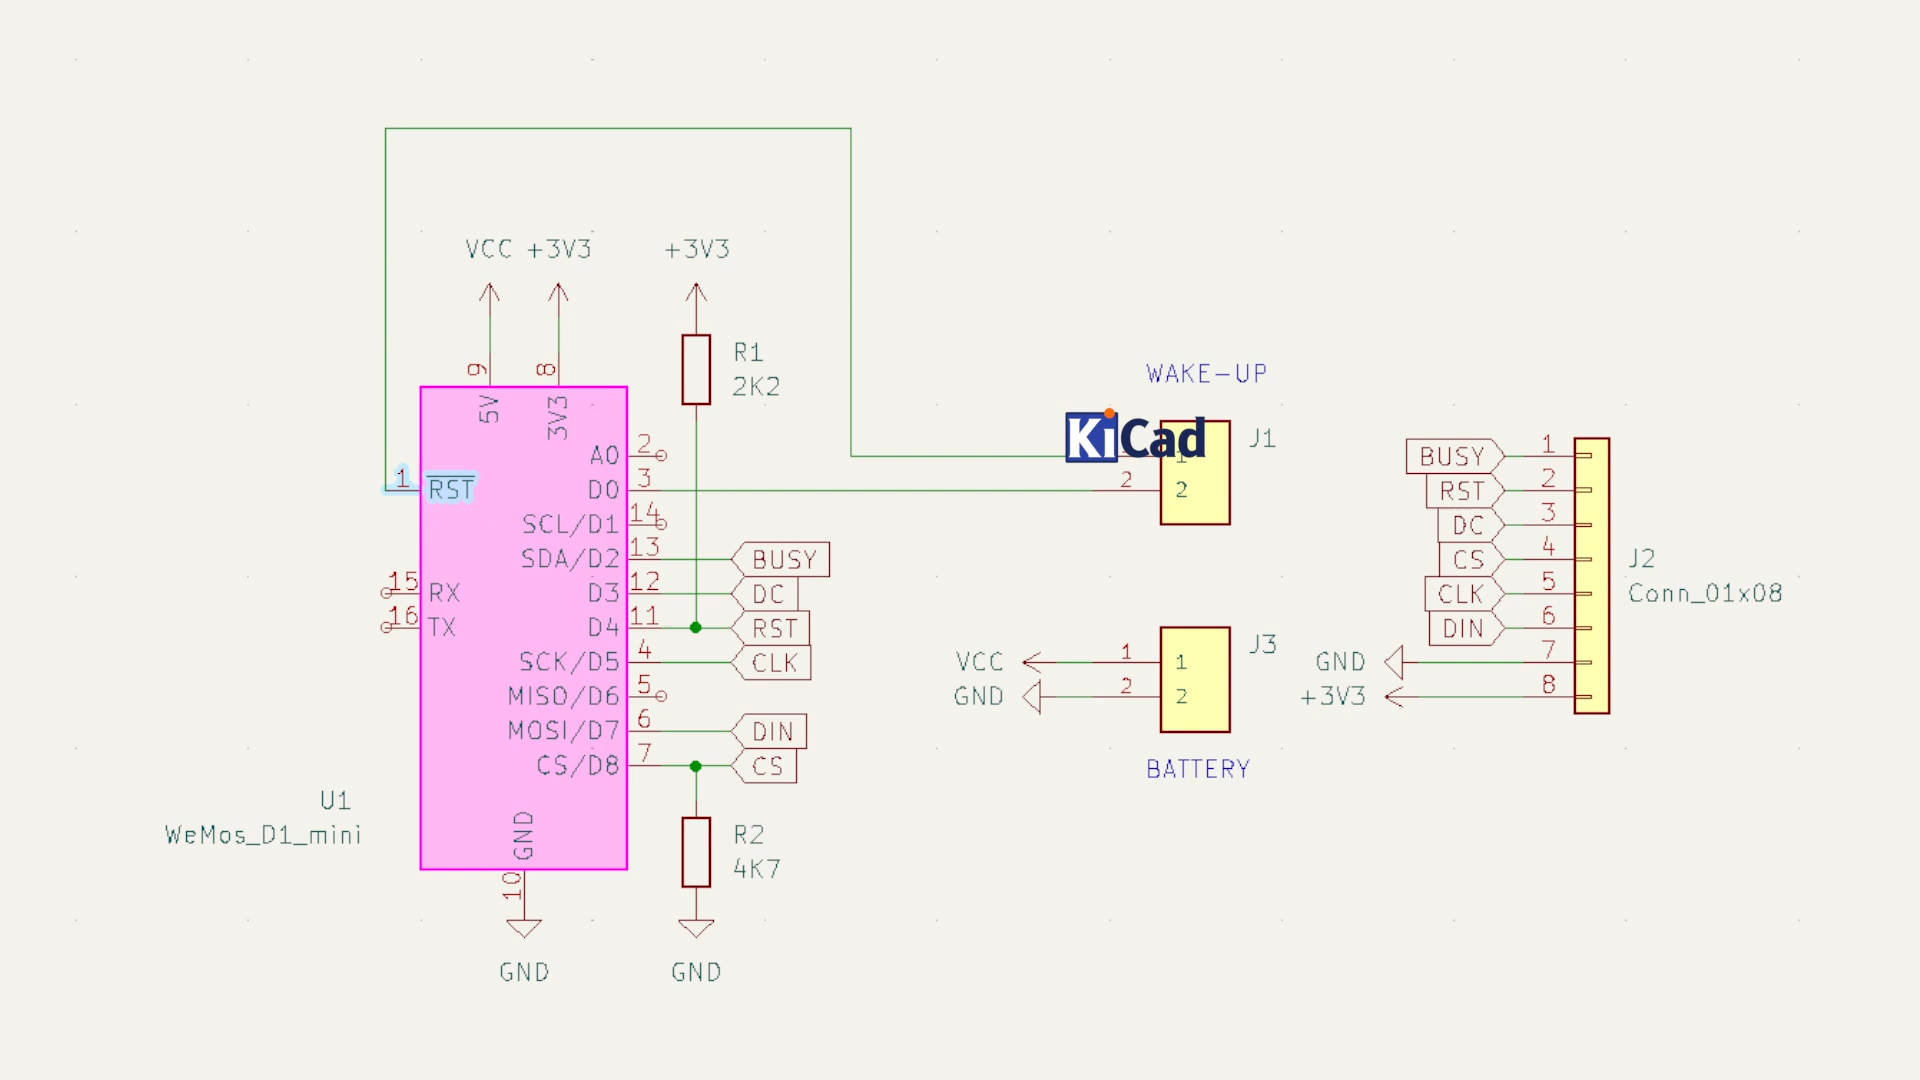 VCC +3V3 +3V3
9 8
5V 3V3
R1
2K2
WAKE-UP
KiCad
J1
1
2 2
1 RST
A0 2
D0 3
SCL/D1 14
SDA/D2 13 BUSY
D3 12 DC
D4 11 RST
SCK/D5 4 CLK
MISO/D6 5
MOSI/D7 6 DIN
CS/D8 7 CS
15 RX
16 TX
GND
10
U1
WeMos_D1_mini
R2
4K7
GND GND
VCC 1 1
GND 2 2
J3
BATTERY
BUSY 1
RST 2
DC 3
CS 4
CLK 5
DIN 6
GND 7
+3V3 8
J2
Conn_01x08